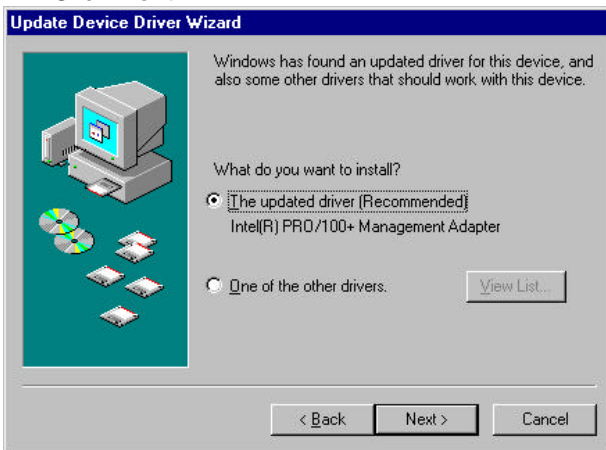 Update Device Driver Wizard
Windows has found an updated driver for this device, and
also some other drivers that should work with this device.
What do you want to install?
The updated driver (Recommended)
Intel(R) PRO/100+ Management Adapter
One of the other drivers.
View List...
< Back
Next >
Cancel